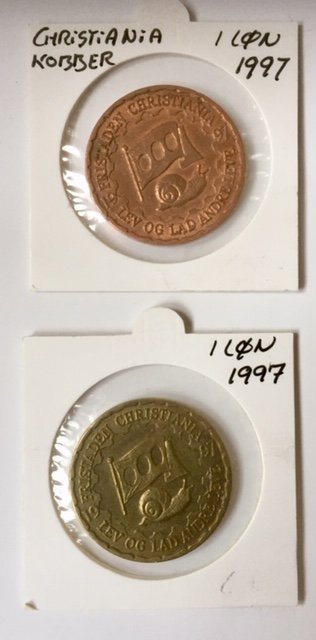 CHRiSTiANiA
KOBBER
1 LØN
1997
FRISTADEN CHRISTIANIA
LEV OG LAD ANDRE LEVE
1 LØN
1997
FRISTADEN CHRISTIANIA
LEV OG LAD ANDRE LEVE